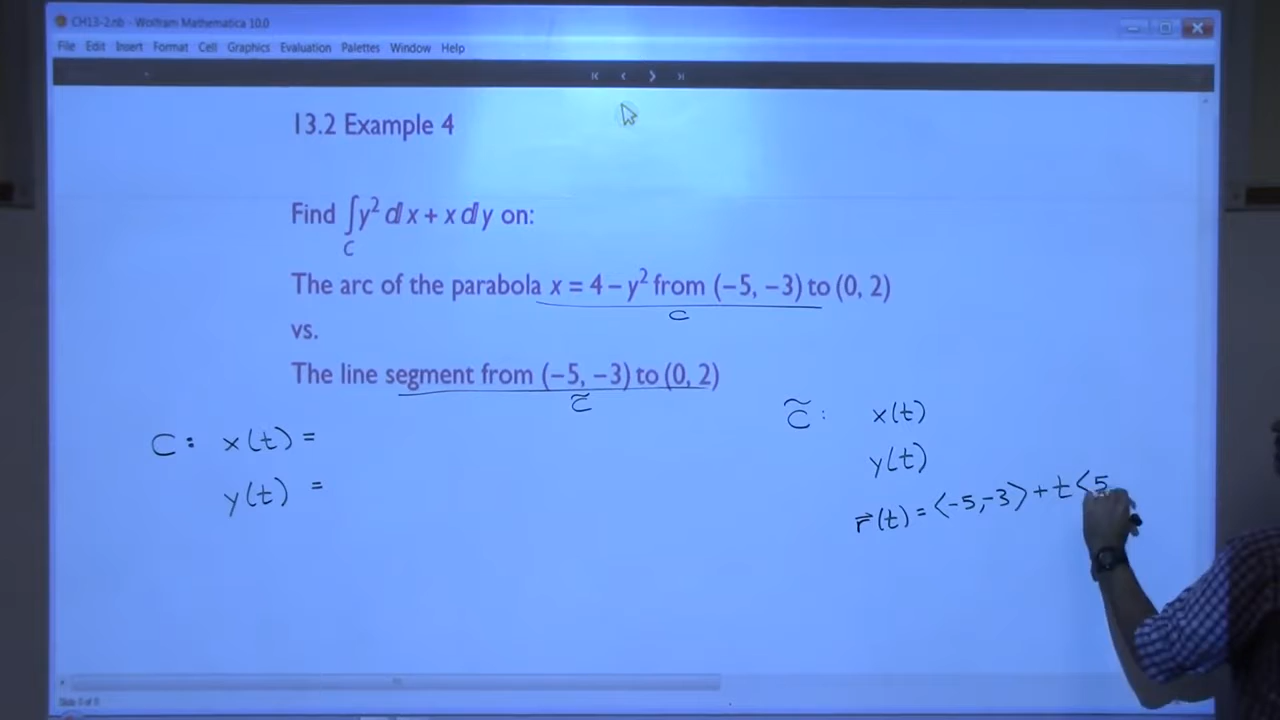 CH13-2.nb - Wolfram Mathematica 10.0
File Edit Insert Format Cell Graphics Evaluation Palettes Window Help
13.2 Example 4
Find ∫y² ⅆx + x ⅆy on:
C
The arc of the parabola x = 4 – y² from (–5, –3) to (0, 2)
C
vs.
The line segment from (–5, –3) to (0, 2)
C̃
C: x(t) =
y(t) =
C̃: x(t)
y(t)
r⃗(t) = ⟨-5,-3⟩ + t⟨5